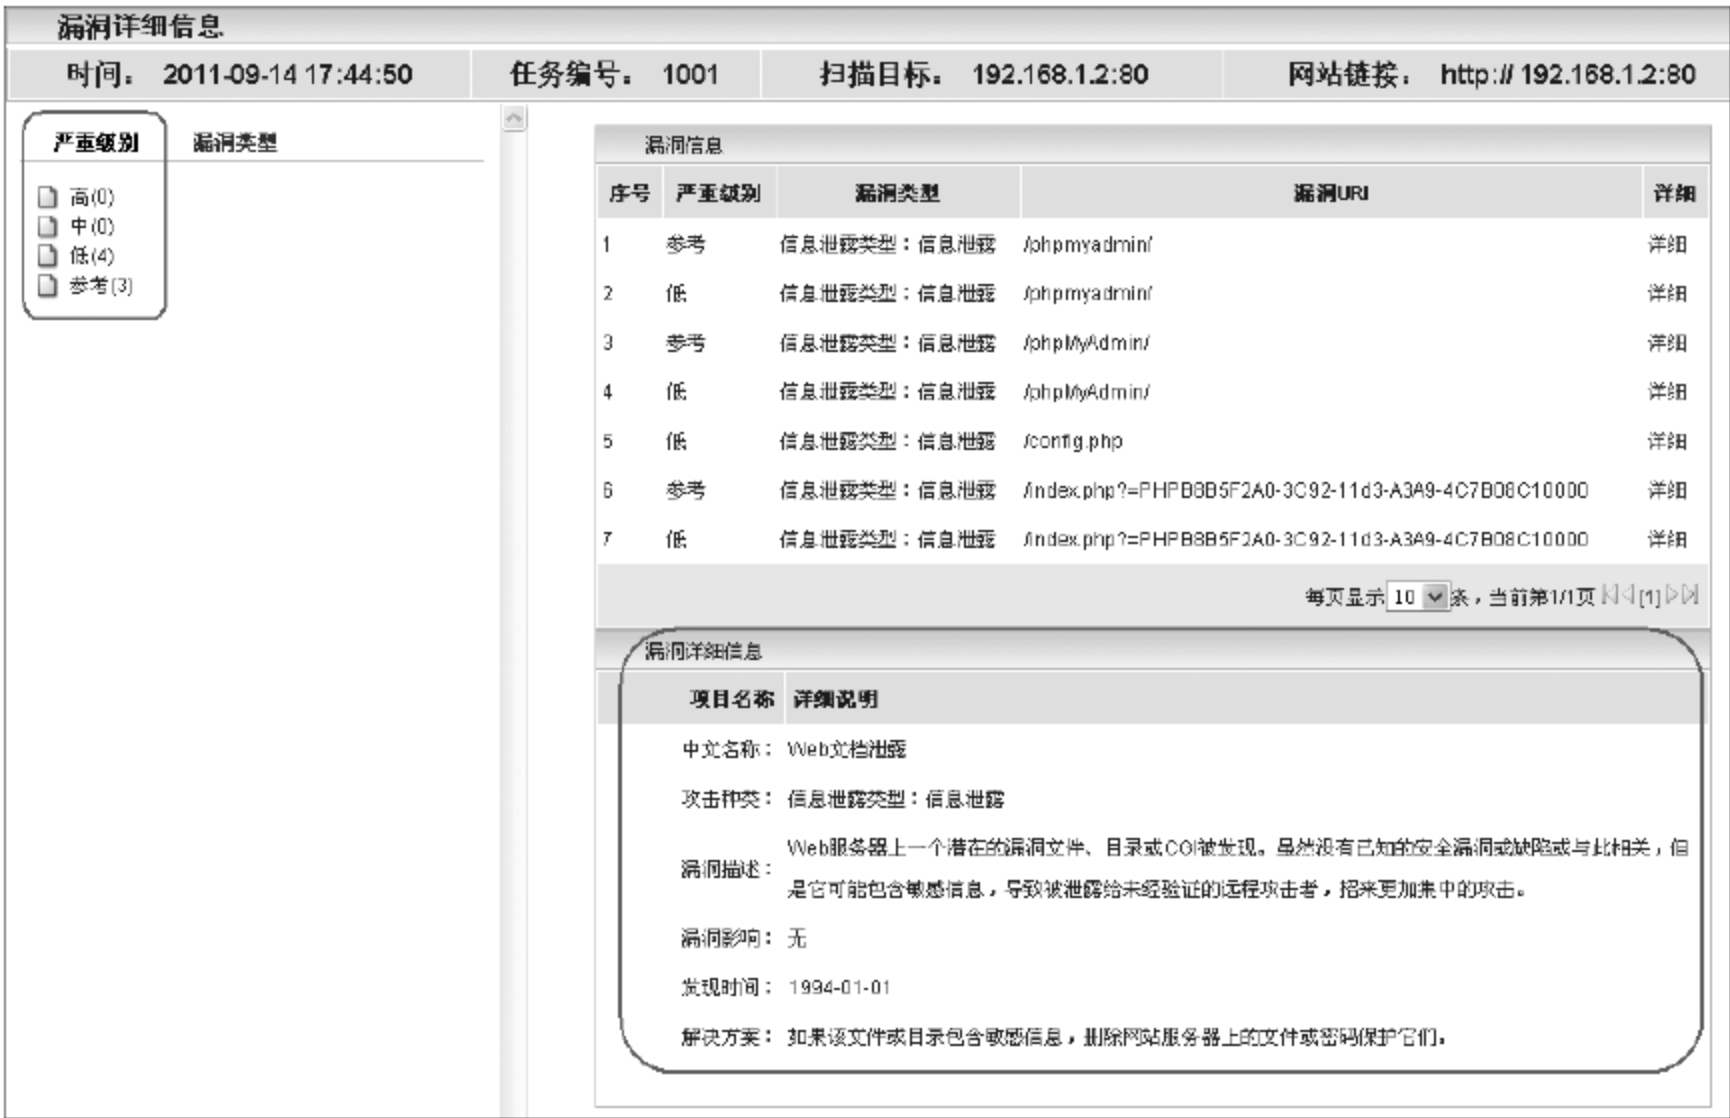 漏洞详细信息
时间： 2011-09-14 17:44:50 任务编号： 1001 扫描目标： 192.168.1.2:80 网站链接： http:// 192.168.1.2:80
严重级别 漏洞类型
高(0)
中(0)
低(4)
参考(3)
漏洞信息
序号 严重级别 漏洞类型 漏洞URI 详细
1 参考 信息泄露类型：信息泄露 /phpmyadmin/ 详细
2 低 信息泄露类型：信息泄露 /phpmyadmin/ 详细
3 参考 信息泄露类型：信息泄露 /phpMyAdmin/ 详细
4 低 信息泄露类型：信息泄露 /phpMyAdmin/ 详细
5 低 信息泄露类型：信息泄露 /config.php 详细
6 参考 信息泄露类型：信息泄露 /index.php?=PHPB8B5F2A0-3C92-11d3-A3A9-4C7B08C10000 详细
7 低 信息泄露类型：信息泄露 /index.php?=PHPB8B5F2A0-3C92-11d3-A3A9-4C7B08C10000 详细
每页显示 10 条，当前第1/1页 [1]
漏洞详细信息
项目名称 详细说明
中文名称： Web文档泄露
攻击种类： 信息泄露类型：信息泄露
漏洞描述： Web服务器上一个潜在的漏洞文件、目录或CGI被发现。虽然没有已知的安全漏洞或缺陷或与此相关，但
是它可能包含敏感信息，导致被泄露给未经验证的远程攻击者，招来更加集中的攻击。
漏洞影响： 无
发现时间： 1994-01-01
解决方案： 如果该文件或目录包含敏感信息，删除网站服务器上的文件或密码保护它们。